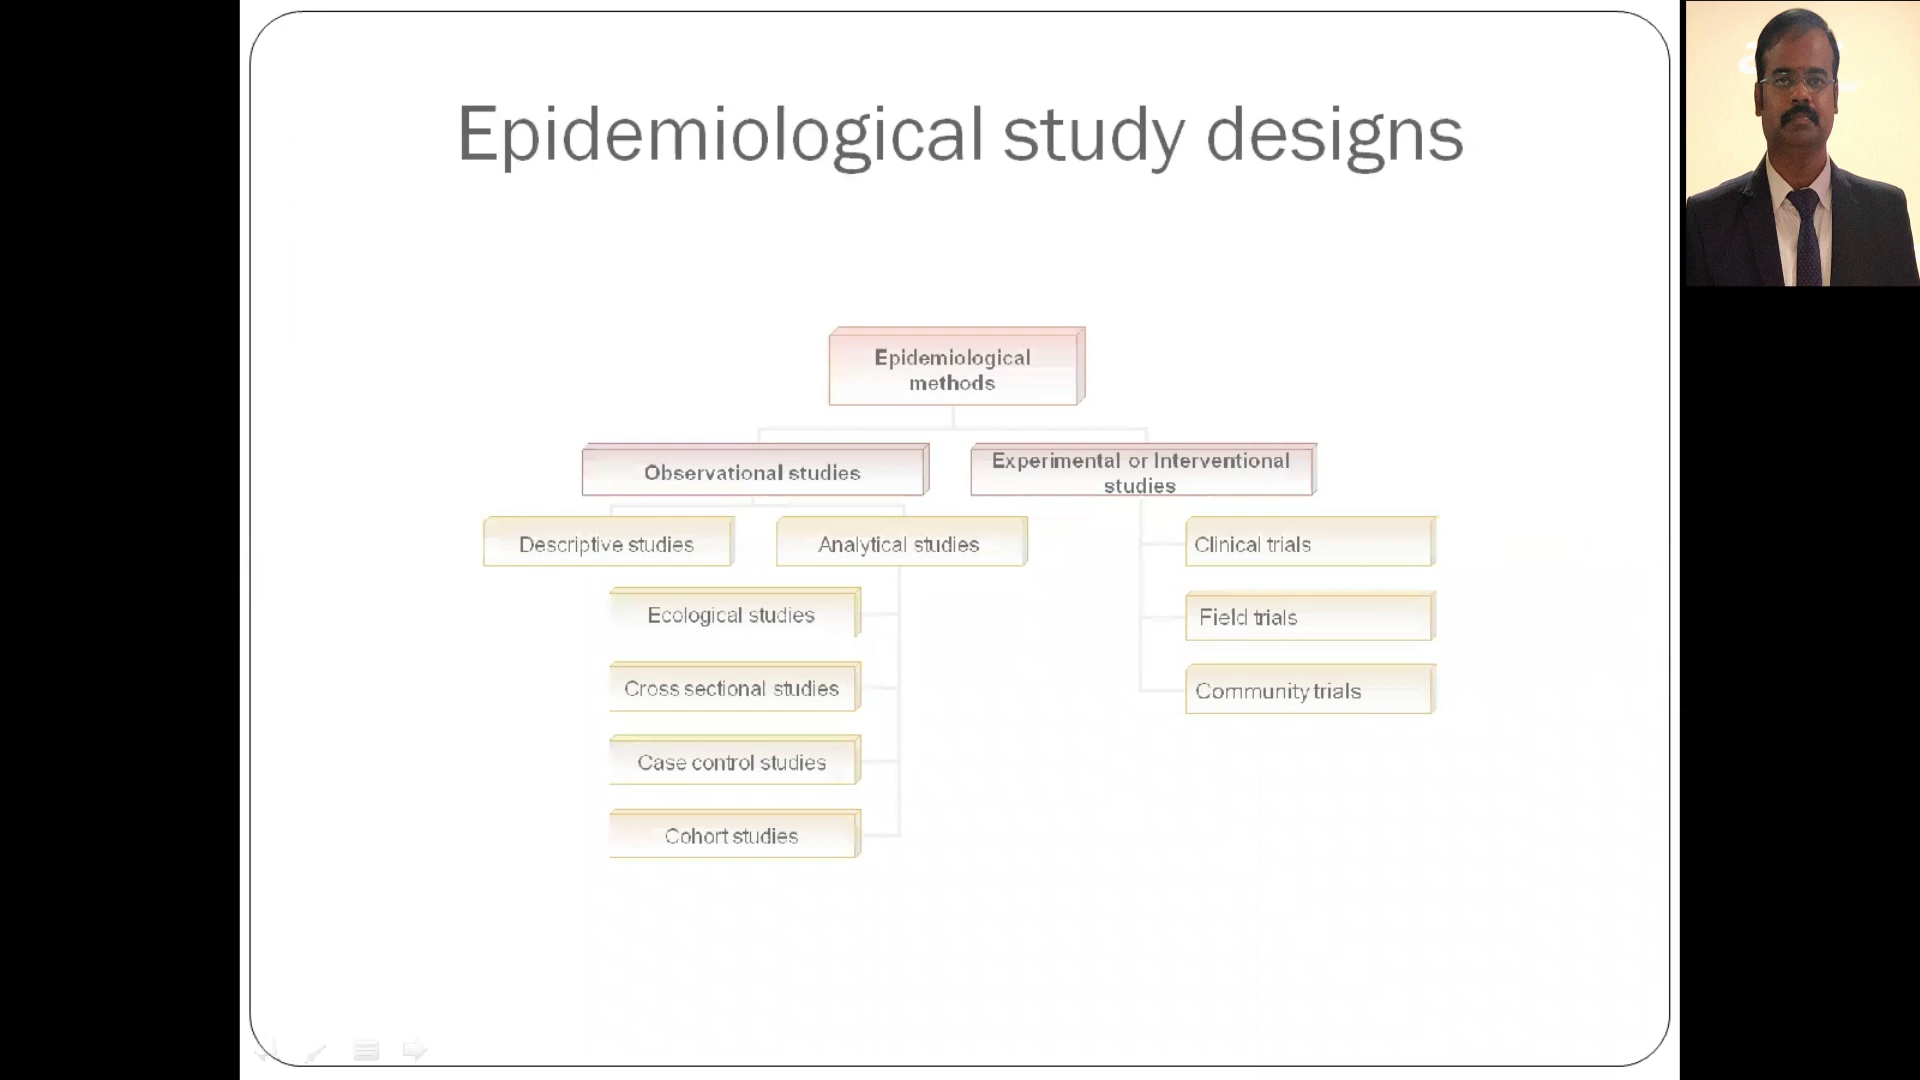 Epidemiological study designs
Epidemiological
methods
Observational studies
Experimental or Interventional
studies
Descriptive studies
Analytical studies
Clinical trials
Ecological studies
Field trials
Cross sectional studies
Community trials
Case control studies
Cohort studies